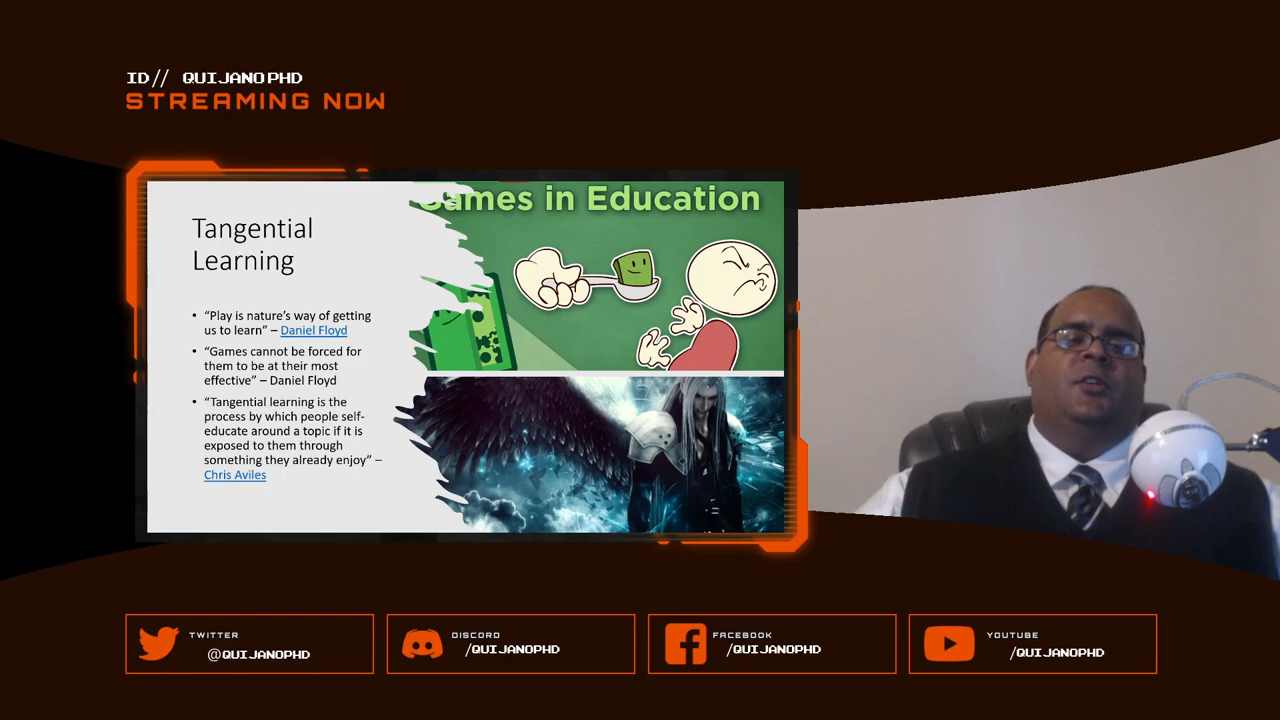 ID// QUIJANOPHD
STREAMING NOW
Tangential
Learning
• “Play is nature’s way of getting
us to learn” – Daniel Floyd
• “Games cannot be forced for
them to be at their most
effective” – Daniel Floyd
• “Tangential learning is the
process by which people self-
educate around a topic if it is
exposed to them through
something they already enjoy” –
Chris Aviles
Games in Education
TWITTER
@QUIJANOPHD
DISCORD
/QUIJANOPHD
FACEBOOK
/QUIJANOPHD
YOUTUBE
/QUIJANOPHD